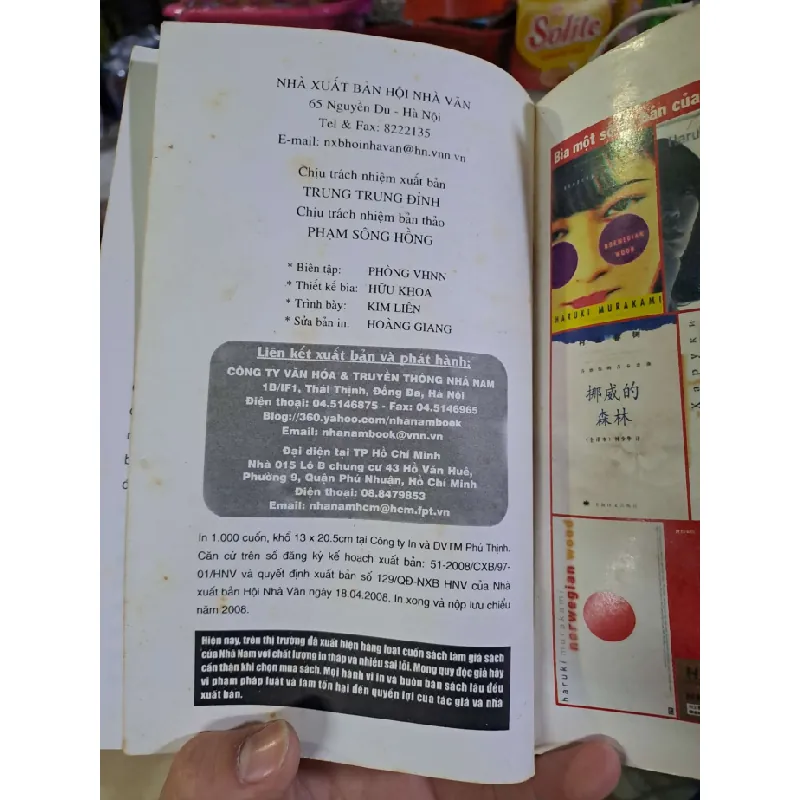 NHÀ XUẤT BẢN HỘI NHÀ VĂN
65 Nguyễn Du - Hà Nội
Tel & Fax: 8222135
E-mail: nxbhoinhavan@hn.vnn.vn
Chịu trách nhiệm xuất bản
TRUNG TRUNG ĐỈNH
Chịu trách nhiệm bản thảo
PHẠM SÔNG HỒNG
* Biên tập: PHÒNG VHNN
* Thiết kế bìa: HỮU KHOA
* Trình bày: KIM LIÊN
* Sửa bản in: HOÀNG GIANG
Liên kết xuất bản và phát hành:
CÔNG TY VĂN HÓA & TRUYỀN THÔNG NHÃ NAM
1B/IF1, Thái Thịnh, Đống Đa, Hà Nội
Điện thoại: 04.5146875 - Fax: 04.5146965
Blog://360.yahoo.com/nhanambook
Email: nhanambook@vnn.vn
Đại diện tại TP Hồ Chí Minh
Nhà 015 Lô B chung cư 43 Hồ Văn Huê,
Phường 9, Quận Phú Nhuận, Hồ Chí Minh
Điện thoại: 08.8479853
Email: nhanamhcm@hcm.fpt.vn
In 1.000 cuốn, khổ 13 x 20.5cm tại Công ty In và DVTM Phú Thịnh.
Căn cứ trên số đăng ký kế hoạch xuất bản: 51-2008/CXB/97-
01/HNV và quyết định xuất bản số 129/QĐ-NXB HNV của Nhà
xuất bản Hội Nhà Văn ngày 18.04.2008. In xong và nộp lưu chiểu
năm 2008.
Hiện nay, trên thị trường đã xuất hiện hàng loạt cuốn sách làm giả sách
của Nhã Nam với chất lượng in thấp và nhiều sai lỗi. Mong quý độc giả hãy
cẩn thận khi chọn mua sách. Mọi hành vi in và buôn bán sách lậu đều
vi phạm pháp luật và làm tổn hại đến quyền lợi của tác giả và nhà
xuất bản.
Solite
Bìa một số
bản của
NORWEGIAN
WOOD
HARUKI MURAKAMI
挪威的
森林
haruki murakami
norwegian wood